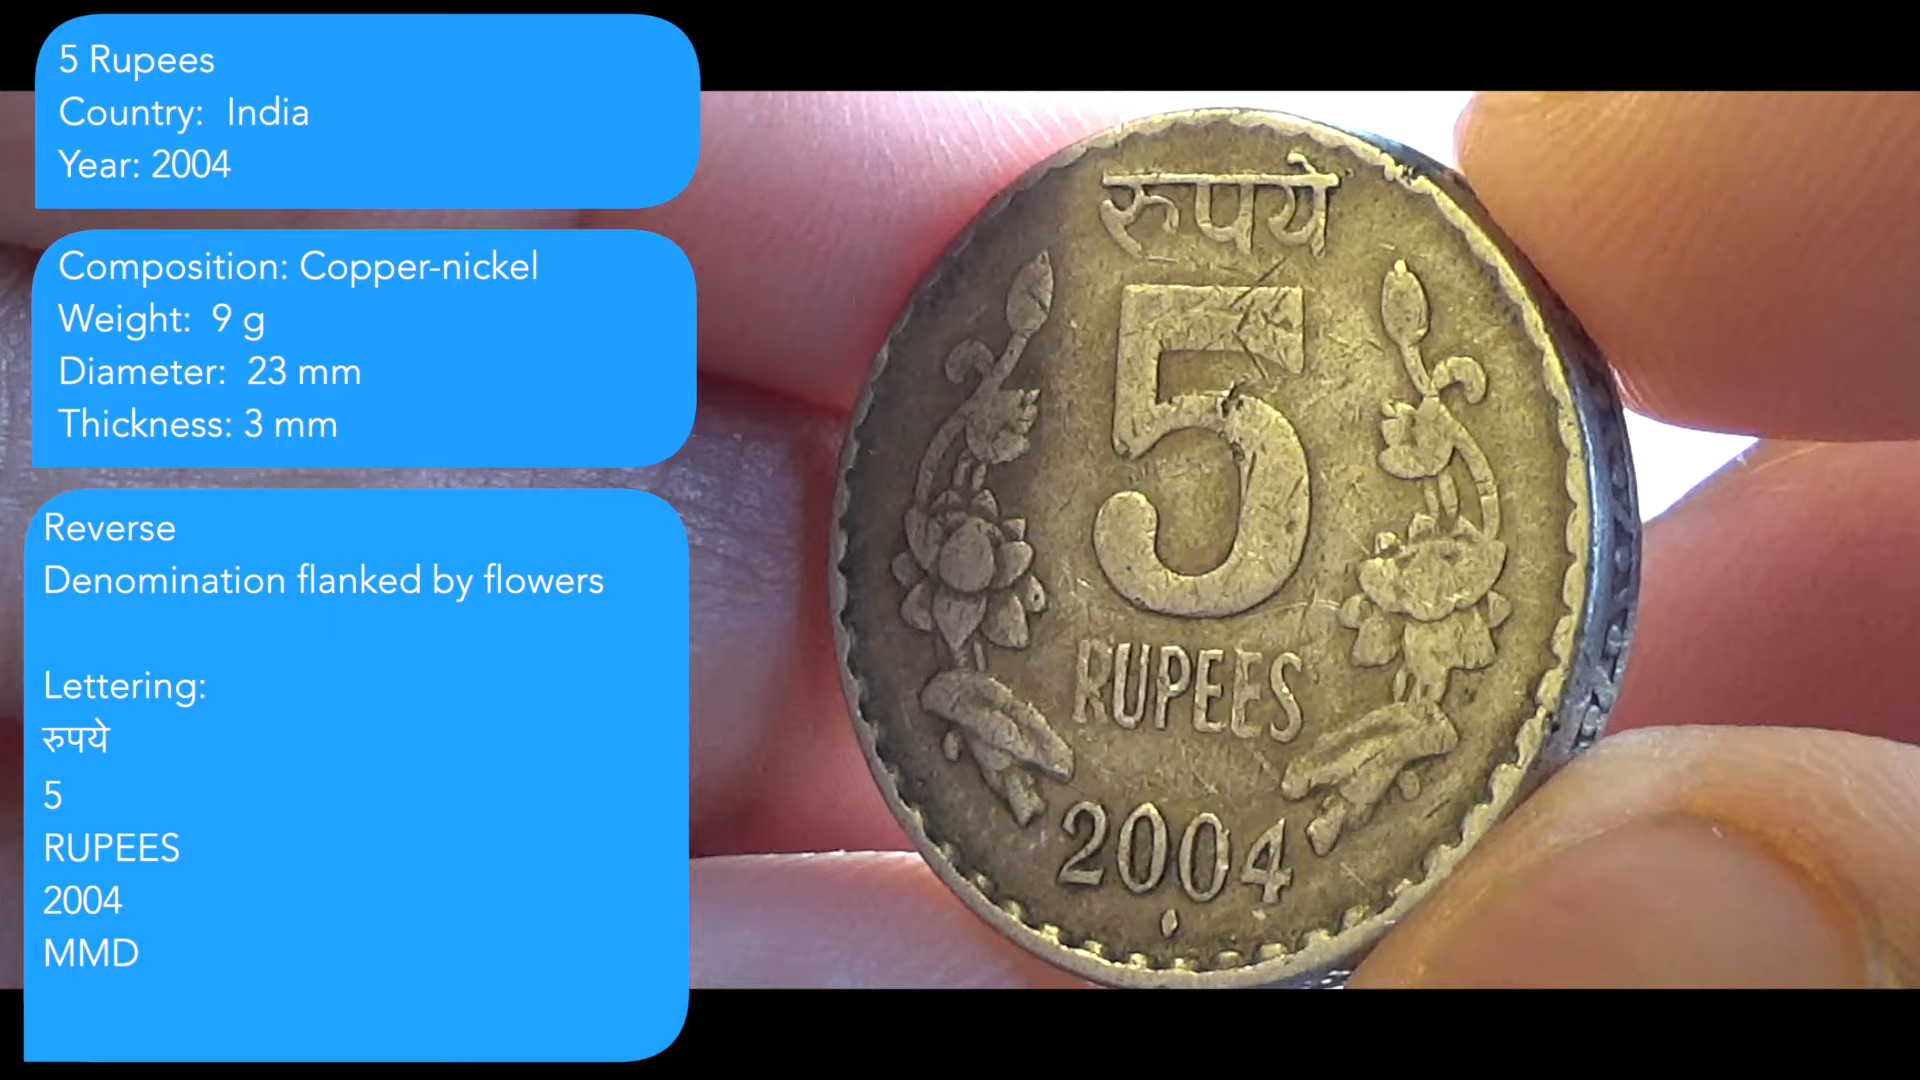 5 Rupees
Country: India
Year: 2004
Composition: Copper-nickel
Weight: 9 g
Diameter: 23 mm
Thickness: 3 mm
Reverse
Denomination flanked by flowers
Lettering:
रुपये
5
RUPEES
2004
MMD
रुपये
5
RUPEES
2004